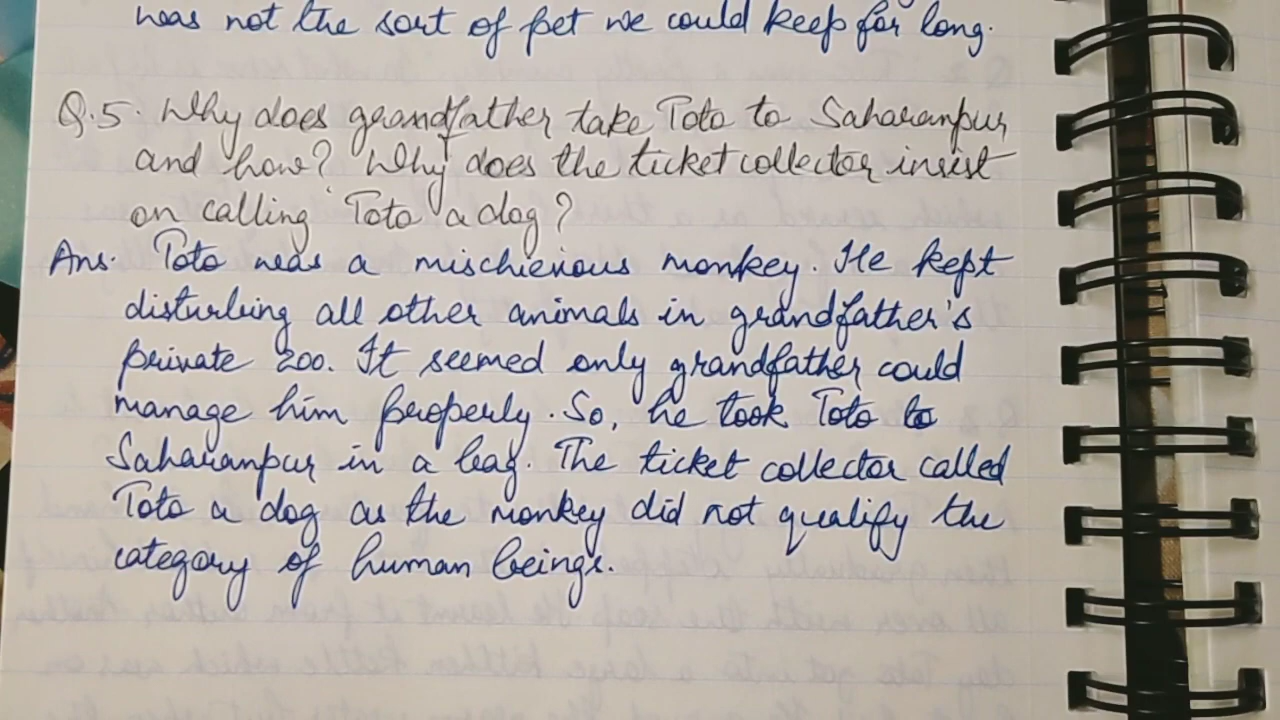 was not the sort of pet we could keep for long.
Q.5. Why does grandfather take Toto to Saharanpur
and how? Why does the ticket collector insist
on calling Toto a dog?
Ans. Toto was a mischievous monkey. He kept
disturbing all other animals in grandfather's
private zoo. It seemed only grandfather could
manage him properly. So, he took Toto to
Saharanpur in a bag. The ticket collector called
Toto a dog as the monkey did not qualify the
category of human beings.